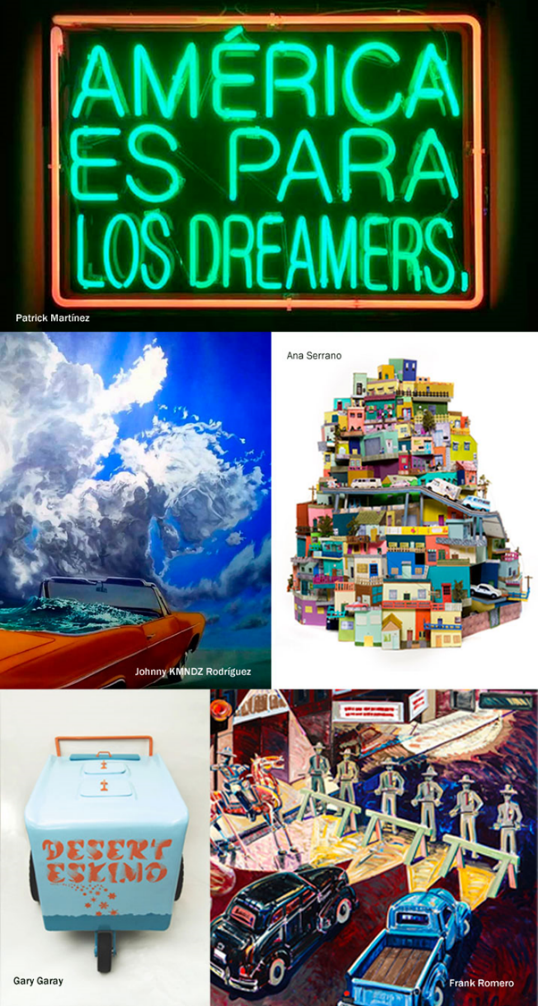 AMÉRICA
ES PARA
LOS DREAMERS.
Patrick Martínez
Ana Serrano
Johnny KMNDZ Rodríguez
DESERT
ESKIMO
Gary Garay
Frank Romero